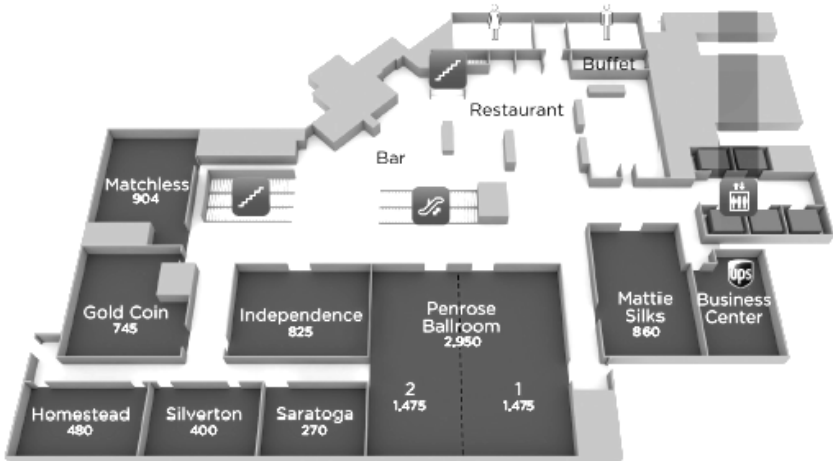 Buffet
Restaurant
Bar
Matchless
904
Gold Coin
745
Independence
825
Penrose
Ballroom
2,950
2
1,475
1
1,475
Mattie
Silks
860
ups
Business
Center
Homestead
480
Silverton
400
Saratoga
270